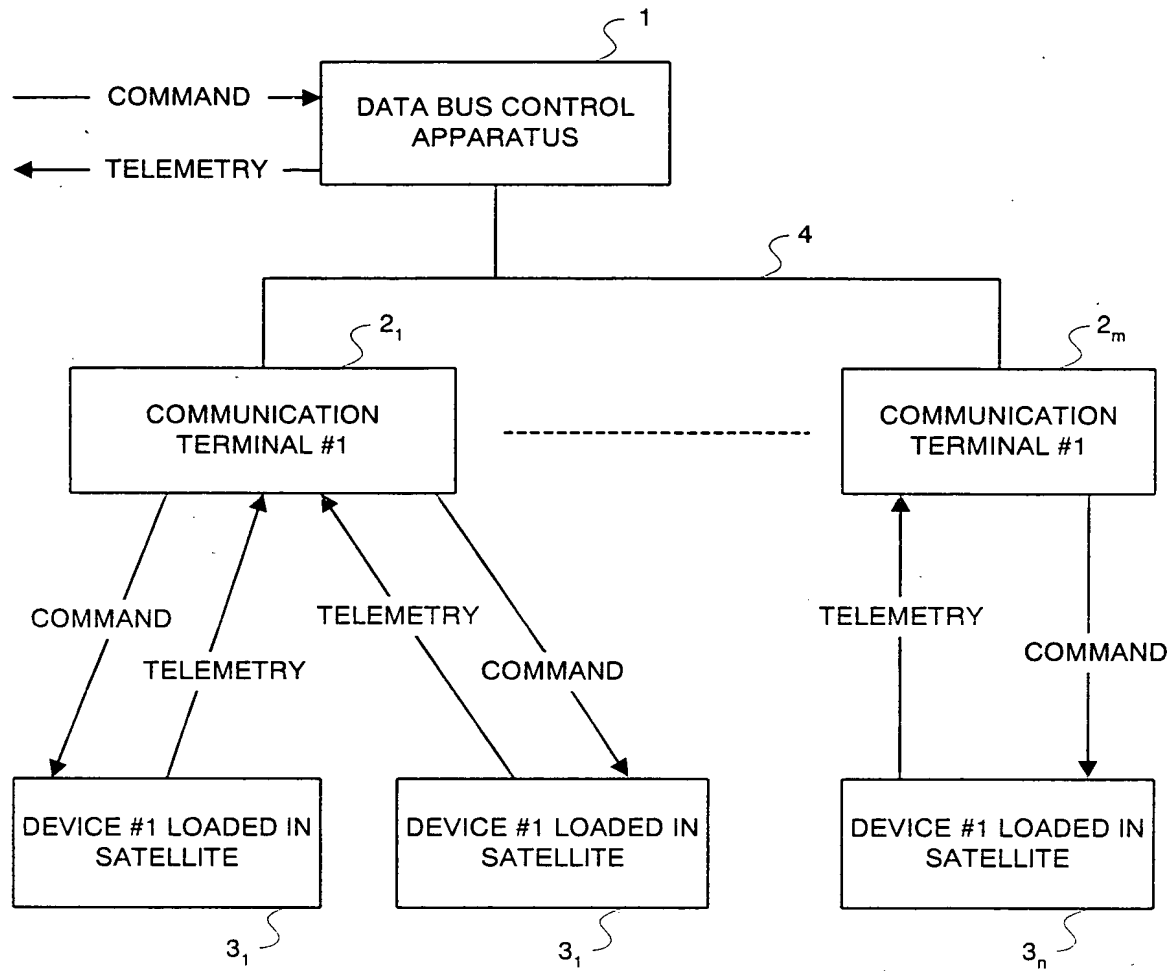 1
COMMAND
DATA BUS CONTROL
APPARATUS
TELEMETRY
4
2₁
2ₘ
COMMUNICATION
TERMINAL #1
COMMUNICATION
TERMINAL #1
COMMAND
TELEMETRY
TELEMETRY
COMMAND
TELEMETRY
COMMAND
DEVICE #1 LOADED IN
SATELLITE
DEVICE #1 LOADED IN
SATELLITE
DEVICE #1 LOADED IN
SATELLITE
3₁
3₁
3ₙ